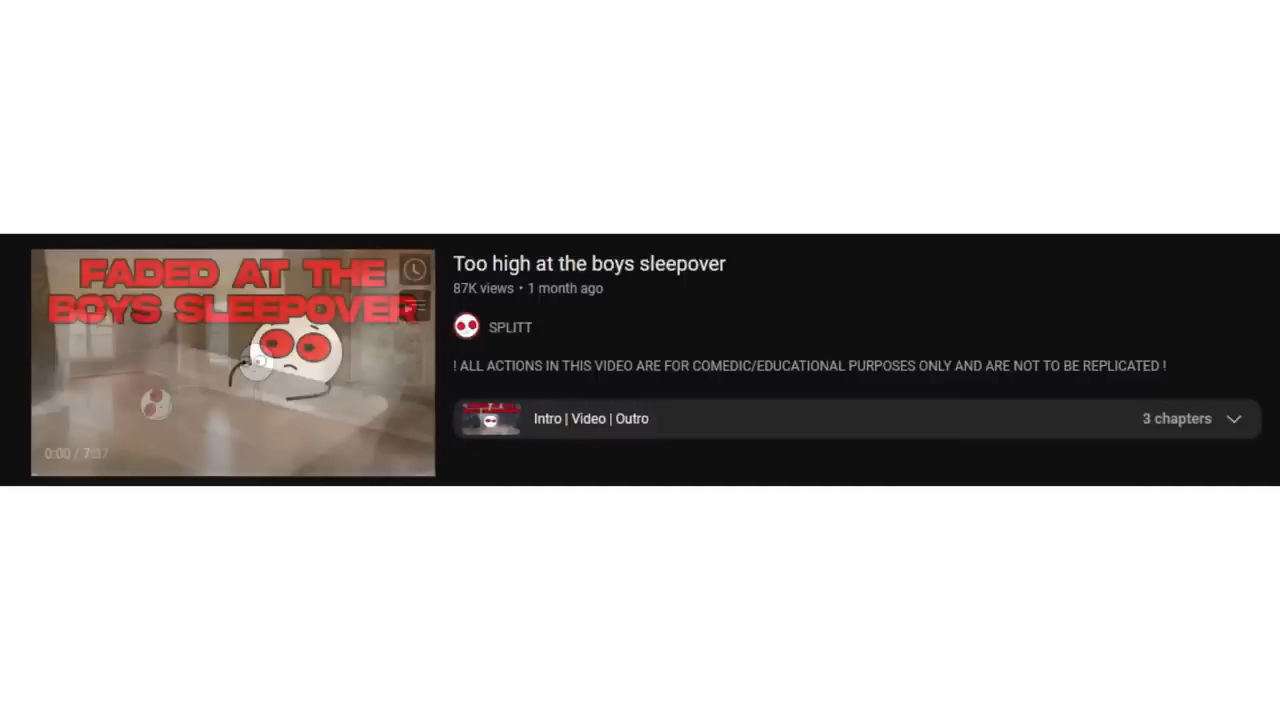 FADED AT THE
BOYS SLEEPOVER
0:00 / 7:37
Too high at the boys sleepover
87K views • 1 month ago
SPLITT
! ALL ACTIONS IN THIS VIDEO ARE FOR COMEDIC/EDUCATIONAL PURPOSES ONLY AND ARE NOT TO BE REPLICATED !
Intro | Video | Outro
3 chapters